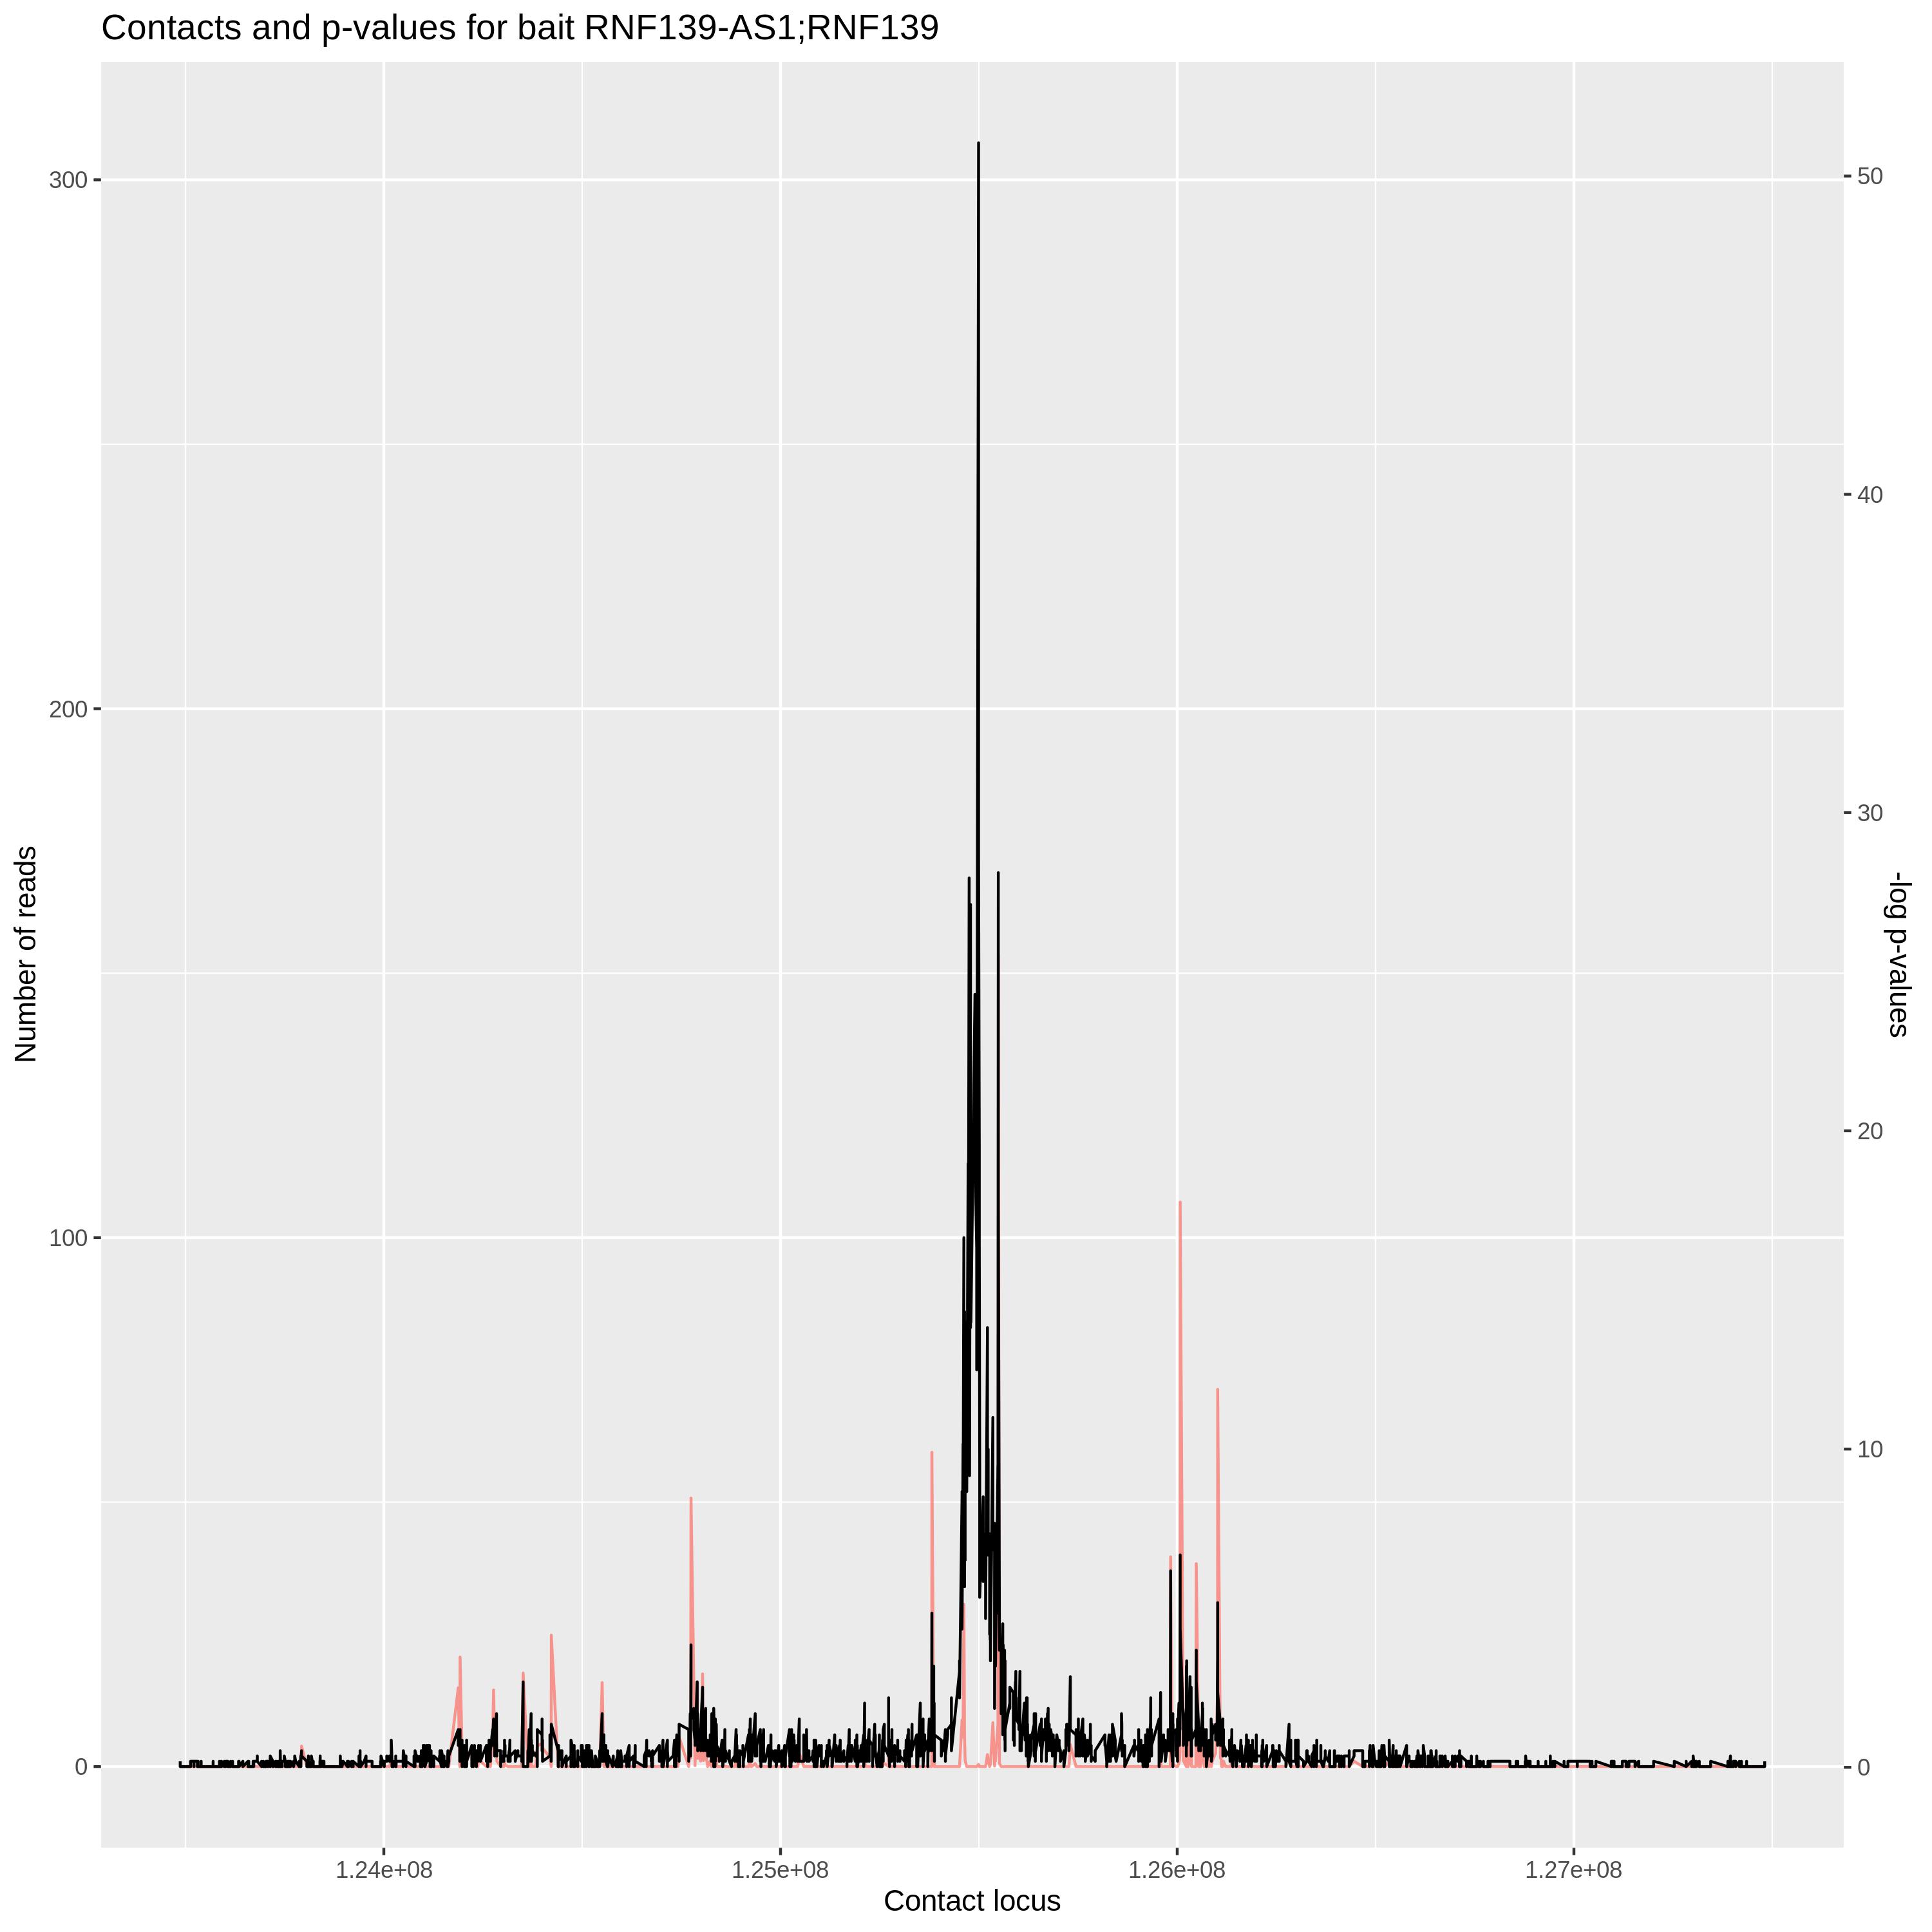 Contacts and p-values for bait RNF139-AS1;RNF139
300
200
100
0
Number of reads
50
40
30
20
10
0
-log p-values
1.24e+08 1.25e+08 1.26e+08 1.27e+08
Contact locus